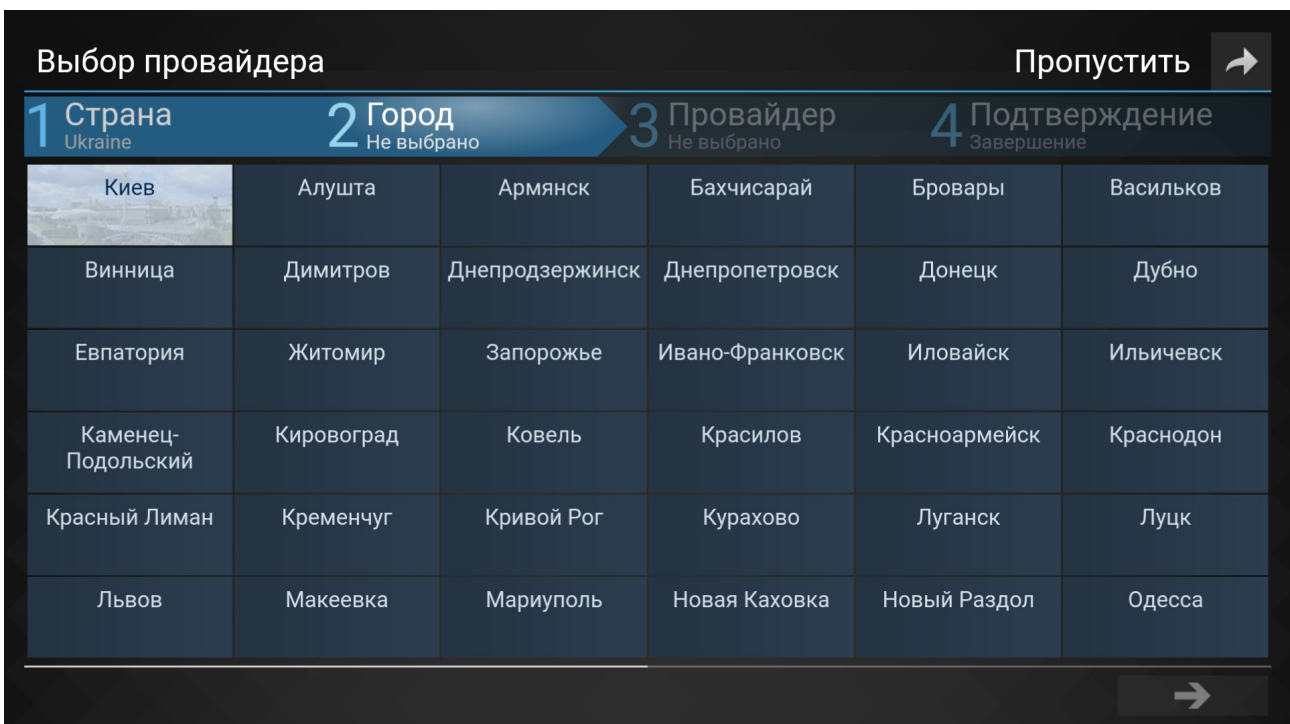 Выбор провайдера
Пропустить
1 Страна
Ukraine
2 Город
Не выбрано
3 Провайдер
Не выбрано
4 Подтверждение
Завершение
Киев
Алушта
Армянск
Бахчисарай
Бровары
Васильков
Винница
Димитров
Днепродзержинск
Днепропетровск
Донецк
Дубно
Евпатория
Житомир
Запорожье
Ивано-Франковск
Иловайск
Ильичевск
Каменец-
Подольский
Кировоград
Ковель
Красилов
Красноармейск
Краснодон
Красный Лиман
Кременчуг
Кривой Рог
Курахово
Луганск
Луцк
Львов
Макеевка
Мариуполь
Новая Каховка
Новый Раздол
Одесса